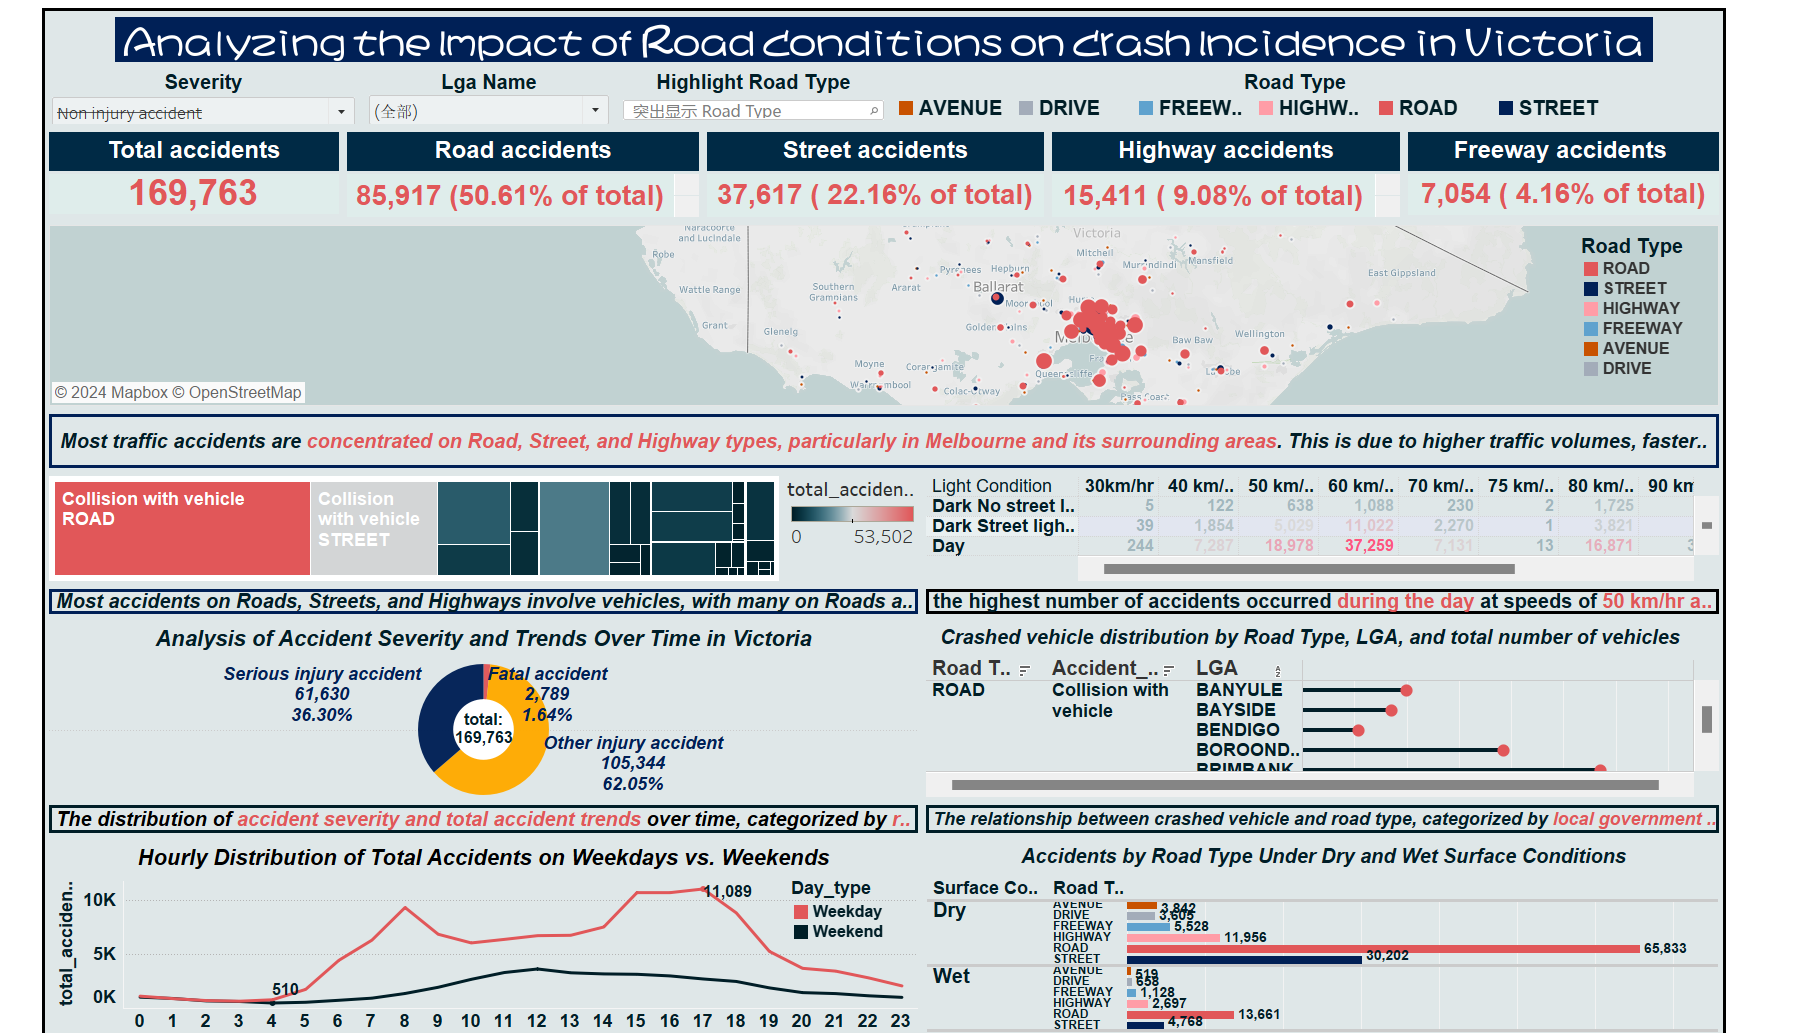 Analyzing the Impact of Road Conditions on Crash Incidence in Victoria
Severity
Lga Name
Highlight Road Type
Road Type
Non injury accident
(全部)
突出显示 Road Type
AVENUE
DRIVE
FREEW..
HIGHW..
ROAD
STREET
Total accidents
Road accidents
Street accidents
Highway accidents
Freeway accidents
169,763
85,917 (50.61% of total)
37,617 ( 22.16% of total)
15,411 ( 9.08% of total)
7,054 ( 4.16% of total)
Naracoorte
and Lucindale
Robe
Wattle Range
Grant
Glenelg
Southern
Grampians
Ararat
Pyrenees
Hepburn
Ballarat
Victoria
Mitchell
Mansfield
East Gippsland
Moyne
Corangamite
Colac-Otway
Baw Baw
Wellington
Bass Coast
© 2024 Mapbox © OpenStreetMap
Road Type
ROAD
STREET
HIGHWAY
FREEWAY
AVENUE
DRIVE
Most traffic accidents are concentrated on Road, Street, and Highway types, particularly in Melbourne and its surrounding areas. This is due to higher traffic volumes, faster..
Collision with vehicle
ROAD
Collision
with vehicle
STREET
total_acciden..
0 53,502
Light Condition 30km/hr 40 km/.. 50 km/.. 60 km/.. 70 km/.. 75 km/.. 80 km/.. 90 km
Dark No street l.. 5 122 638 1,088 230 2 1,725
Dark Street ligh.. 39 1,854 5,029 11,022 2,270 1 3,821
Day 244 7,287 18,978 37,259 7,131 13 16,871
Most accidents on Roads, Streets, and Highways involve vehicles, with many on Roads a..
the highest number of accidents occurred during the day at speeds of 50 km/hr a..
Analysis of Accident Severity and Trends Over Time in Victoria
Serious injury accident
61,630
36.30%
Fatal accident
2,789
1.64%
total:
169,763
Other injury accident
105,344
62.05%
Crashed vehicle distribution by Road Type, LGA, and total number of vehicles
Road T.. Accident_.. LGA
ROAD
Collision with
vehicle
BANYULE
BAYSIDE
BENDIGO
BOROOND..
BRIMBANK
The distribution of accident severity and total accident trends over time, categorized by r..
The relationship between crashed vehicle and road type, categorized by local government ..
Hourly Distribution of Total Accidents on Weekdays vs. Weekends
total_acciden..
10K
5K
0K
510
11,089
Day_type
Weekday
Weekend
0 1 2 3 4 5 6 7 8 9 10 11 12 13 14 15 16 17 18 19 20 21 22 23
Accidents by Road Type Under Dry and Wet Surface Conditions
Surface Co.. Road T..
Dry
AVENUE 3,842
DRIVE 3,605
FREEWAY 5,528
HIGHWAY 11,956
ROAD 65,833
STREET 30,202
Wet
AVENUE 519
DRIVE 658
FREEWAY 1,128
HIGHWAY 2,697
ROAD 13,661
STREET 4,768